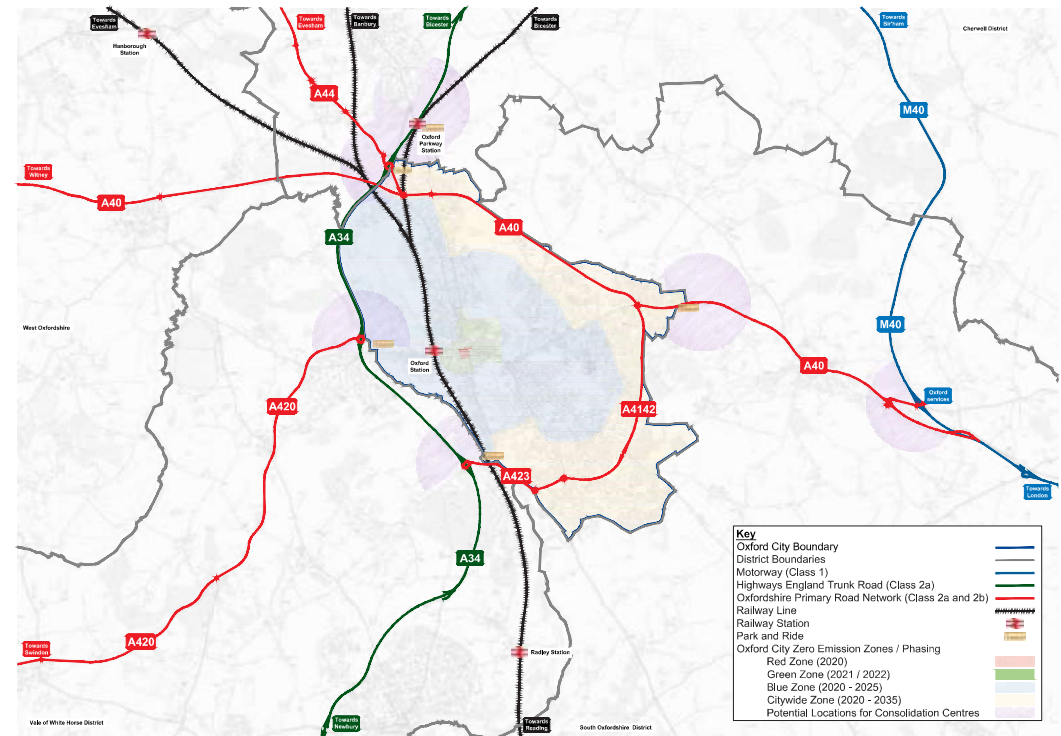 Towards
Evesham
Towards
Evesham
Towards
Banbury
Towards
Bicester
Towards
Bicester
Towards
Bir'ham
Cherwell District
Hanborough
Station
A44
M40
Oxford
Parkway
Station
Towards
Witney
A40
A40
A34
West Oxfordshire
M40
Oxford
Station
A40
A420
A4142
Oxford
services
A423
Towards
London
A34
A420
Towards
Swindon
Radley Station
Towards
Newbury
Towards
Reading
Vale of White Horse District
South Oxfordshire District
Key
Oxford City Boundary
District Boundaries
Motorway (Class 1)
Highways England Trunk Road (Class 2a)
Oxfordshire Primary Road Network (Class 2a and 2b)
Railway Line
Railway Station
Park and Ride
Oxford City Zero Emission Zones / Phasing
Red Zone (2020)
Green Zone (2021 / 2022)
Blue Zone (2020 - 2025)
Citywide Zone (2020 - 2035)
Potential Locations for Consolidation Centres